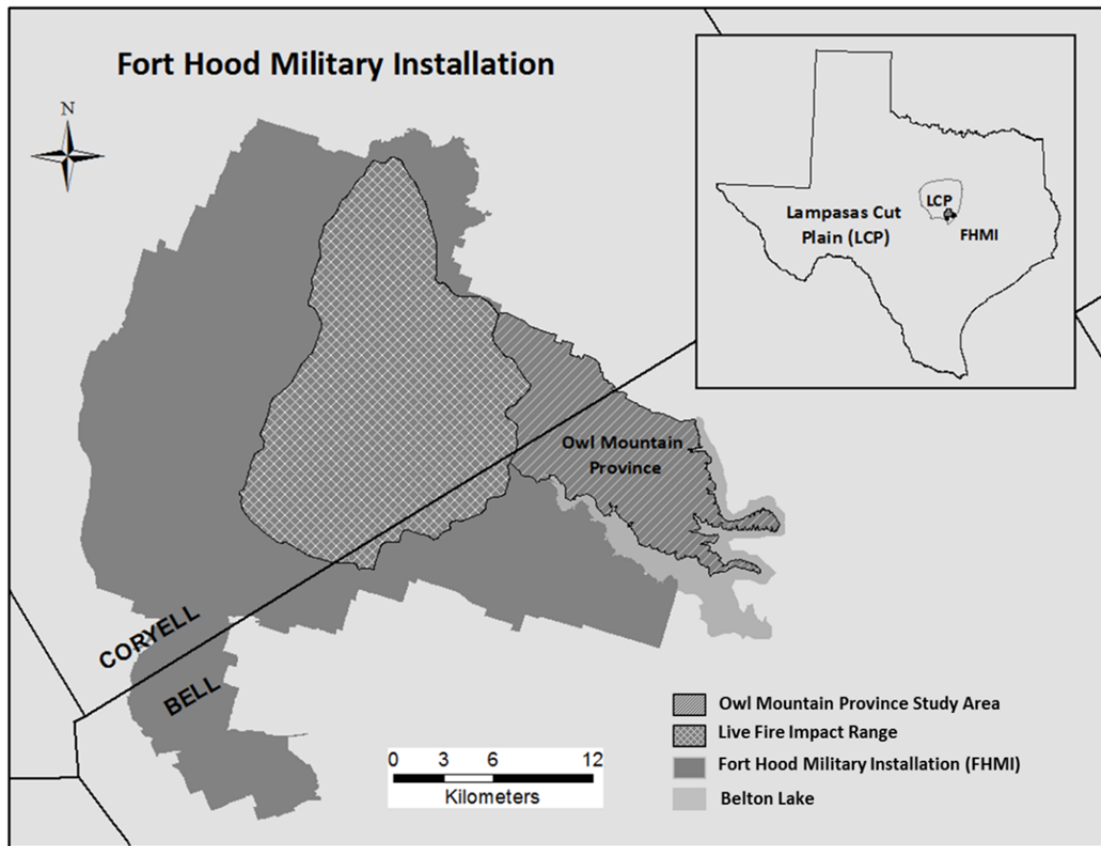 Fort Hood Military Installation
N
Lampasas Cut
Plain (LCP)
LCP
FHMI
Owl Mountain
Province
CORYELL
BELL
0 3 6 12
Kilometers
Owl Mountain Province Study Area
Live Fire Impact Range
Fort Hood Military Installation (FHMI)
Belton Lake